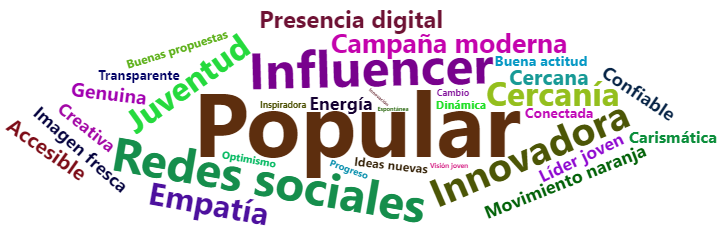 Presencia digital
Campaña moderna
Buenas propuestas
Juventud
Influencer
Buena actitud
Transparente
Cercana
Confiable
Genuina
Innovación
Cambio
Cercanía
Inspiradora
Energía
Espontánea
Dinámica
Conectada
Popular
Creativa
Imagen fresca
Accesible
Innovadora
Carismática
Redes sociales
Optimismo
Progreso
Ideas nuevas
Visión joven
Líder joven
Movimiento naranja
Empatía